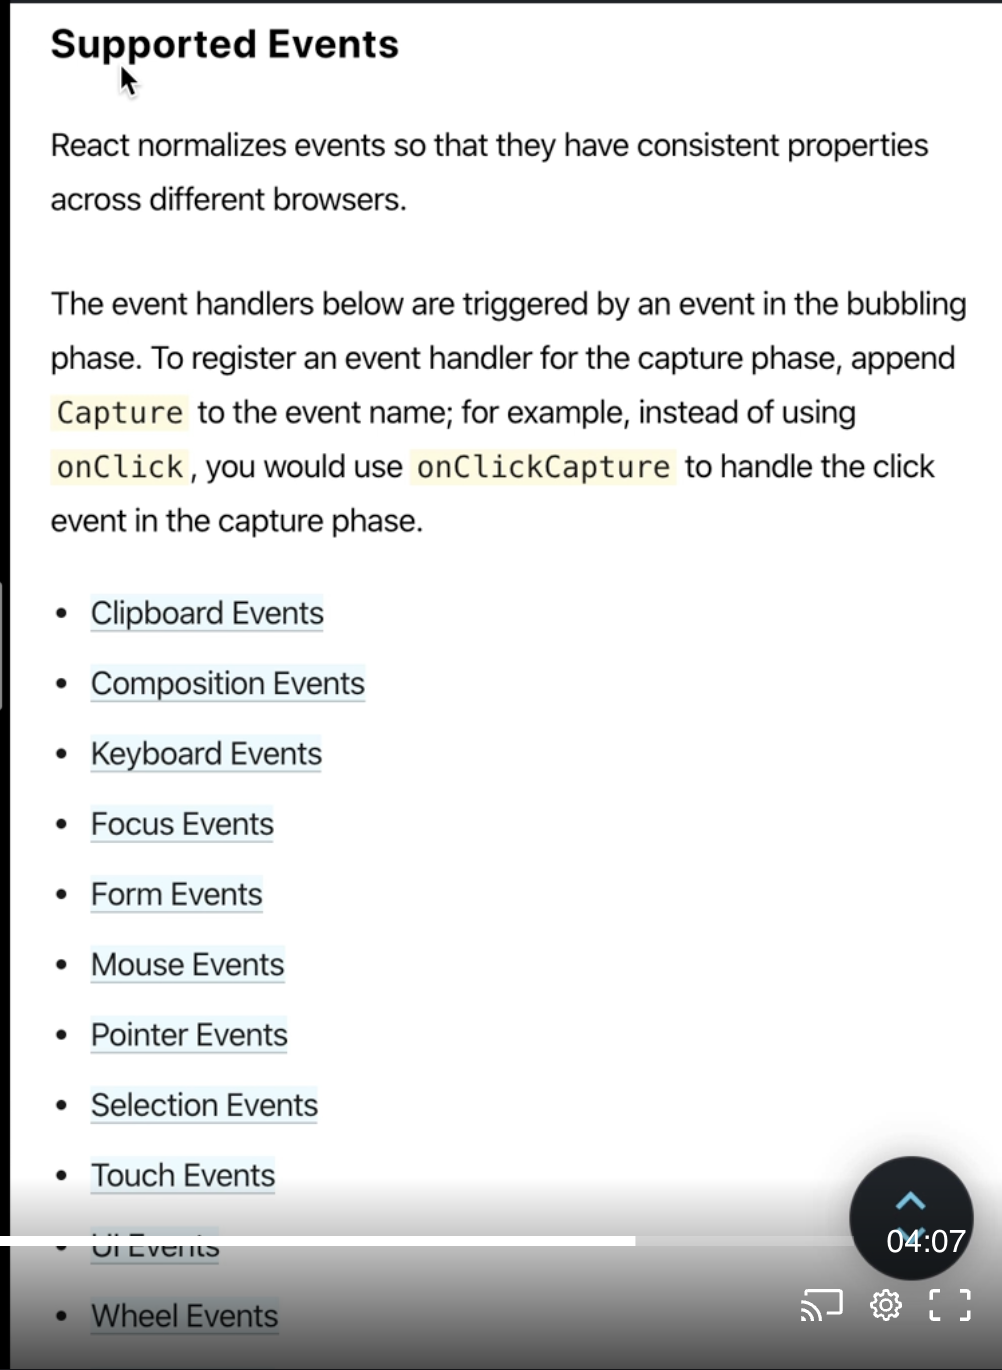 Supported Events
React normalizes events so that they have consistent properties
across different browsers.
The event handlers below are triggered by an event in the bubbling
phase. To register an event handler for the capture phase, append
Capture to the event name; for example, instead of using
onClick, you would use onClickCapture to handle the click
event in the capture phase.
• Clipboard Events
• Composition Events
• Keyboard Events
• Focus Events
• Form Events
• Mouse Events
• Pointer Events
• Selection Events
• Touch Events
• UI Events
04:07
• Wheel Events